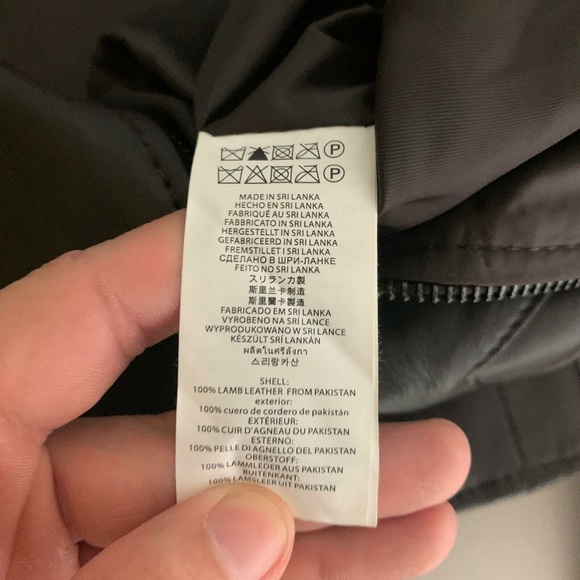 P
P
MADE IN SRI LANKA
HECHO EN SRI LANKA
FABRIQUÉ AU SRI LANKA
FABBRICATO IN SRI LANKA
HERGESTELLT IN SRI LANKA
GEFABRICEERD IN SRI LANKA
FREMSTILLET I SRI LANKA
СДЕЛАНО В ШРИ-ЛАНКЕ
FEITO NO SRI LANKA
スリランカ製
斯里兰卡制造
斯里蘭卡製造
FABRICADO EM SRI LANKA
VYROBENO NA SRÍ LANCE
WYPRODUKOWANO W SRI LANCE
KÉSZÜLT SRÍ LANKÁN
ผลิตในศรีลังกา
스리랑카산
SHELL:
100% LAMB LEATHER FROM PAKISTAN
exterior:
100% cuero de cordero de pakistán
EXTÉRIEUR:
100% CUIR D'AGNEAU DU PAKISTAN
ESTERNO:
100% PELLE DI AGNELLO DEL PAKISTAN
OBERSTOFF:
100% LAMMLEDER AUS PAKISTAN
BUITENKANT:
100% LAMSLEER UIT PAKISTAN